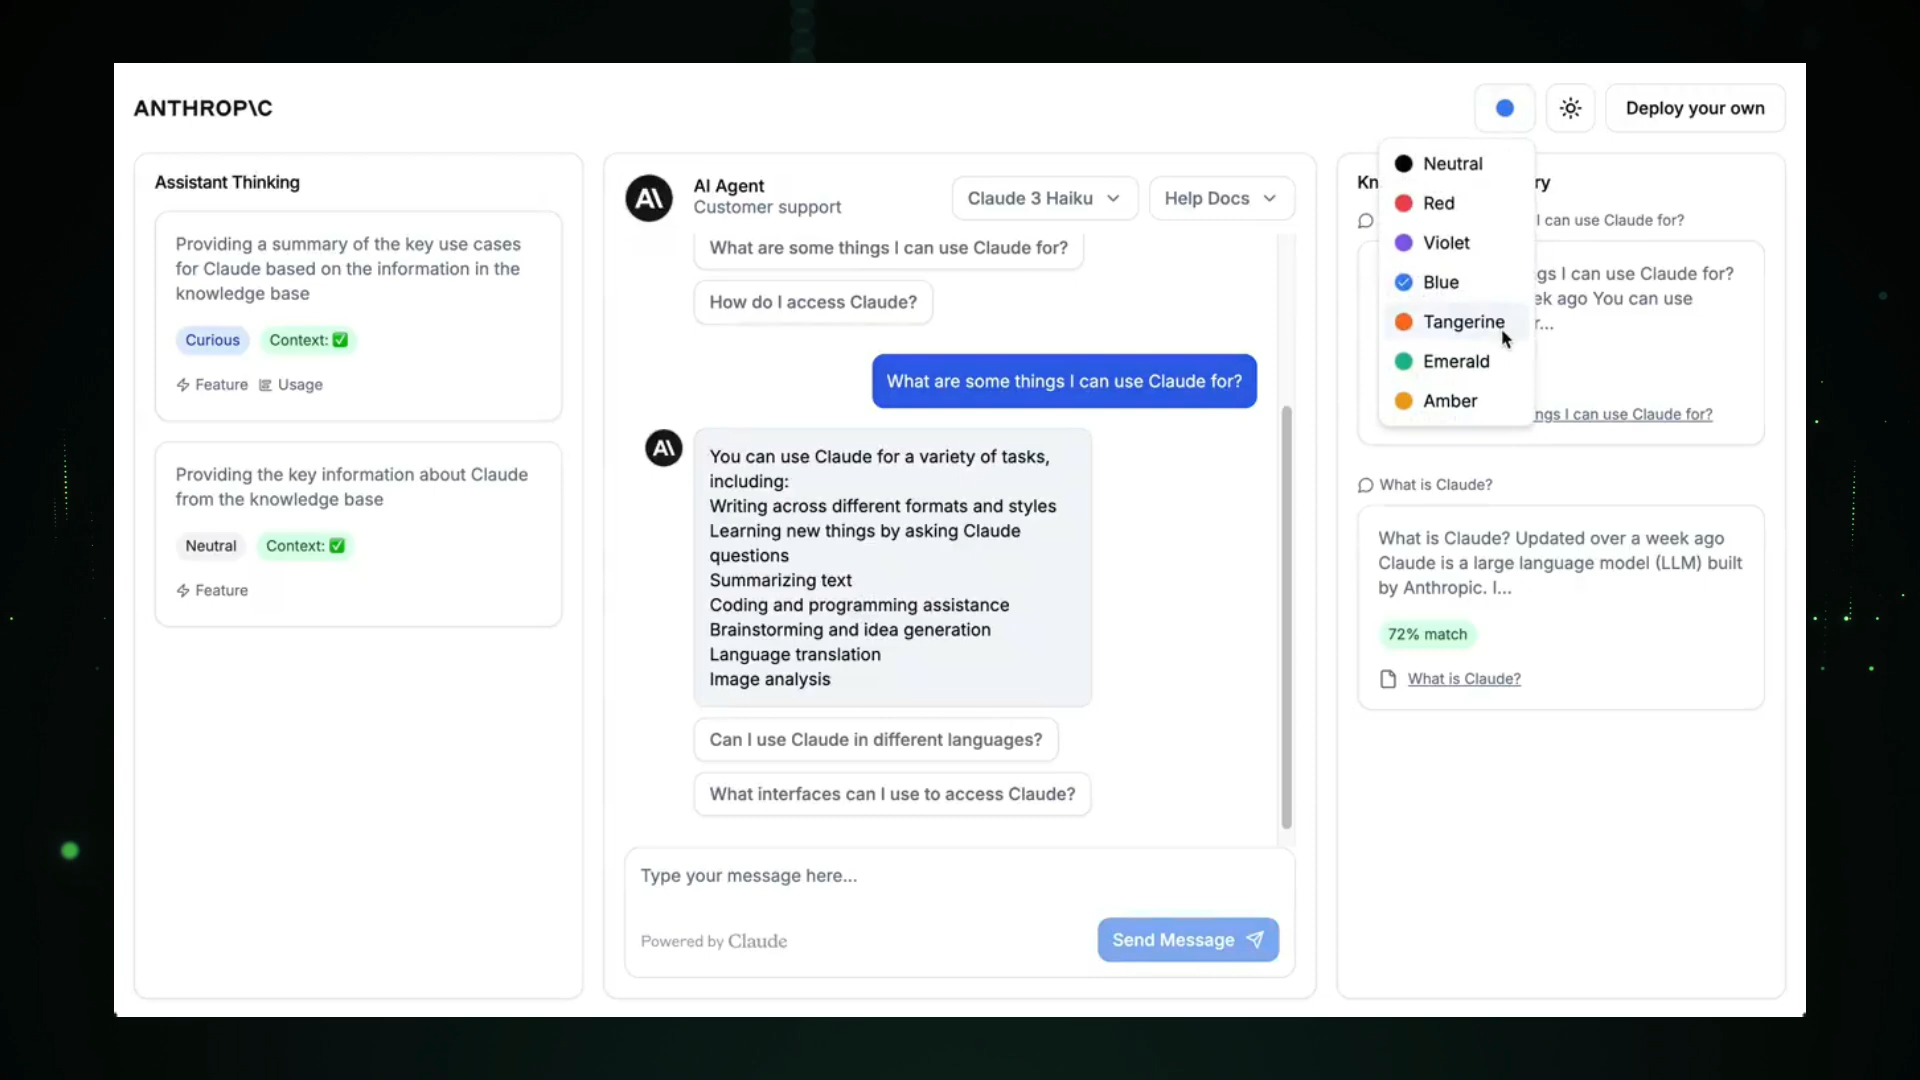 ANTHROP\C
Deploy your own
Neutral
Red
Violet
Blue
Tangerine
Emerald
Amber
Assistant Thinking
Providing a summary of the key use cases
for Claude based on the information in the
knowledge base
Curious
Context: ✅
Feature
Usage
Providing the key information about Claude
from the knowledge base
Neutral
Context: ✅
Feature
AI Agent
Customer support
Claude 3 Haiku
Help Docs
What are some things I can use Claude for?
How do I access Claude?
What are some things I can use Claude for?
You can use Claude for a variety of tasks,
including:
Writing across different formats and styles
Learning new things by asking Claude
questions
Summarizing text
Coding and programming assistance
Brainstorming and idea generation
Language translation
Image analysis
Can I use Claude in different languages?
What interfaces can I use to access Claude?
Type your message here...
Powered by Claude
Send Message
I can use Claude for?
I can use Claude for?
ago You can use
I can use Claude for?
What is Claude?
What is Claude? Updated over a week ago
Claude is a large language model (LLM) built
by Anthropic. I...
72% match
What is Claude?